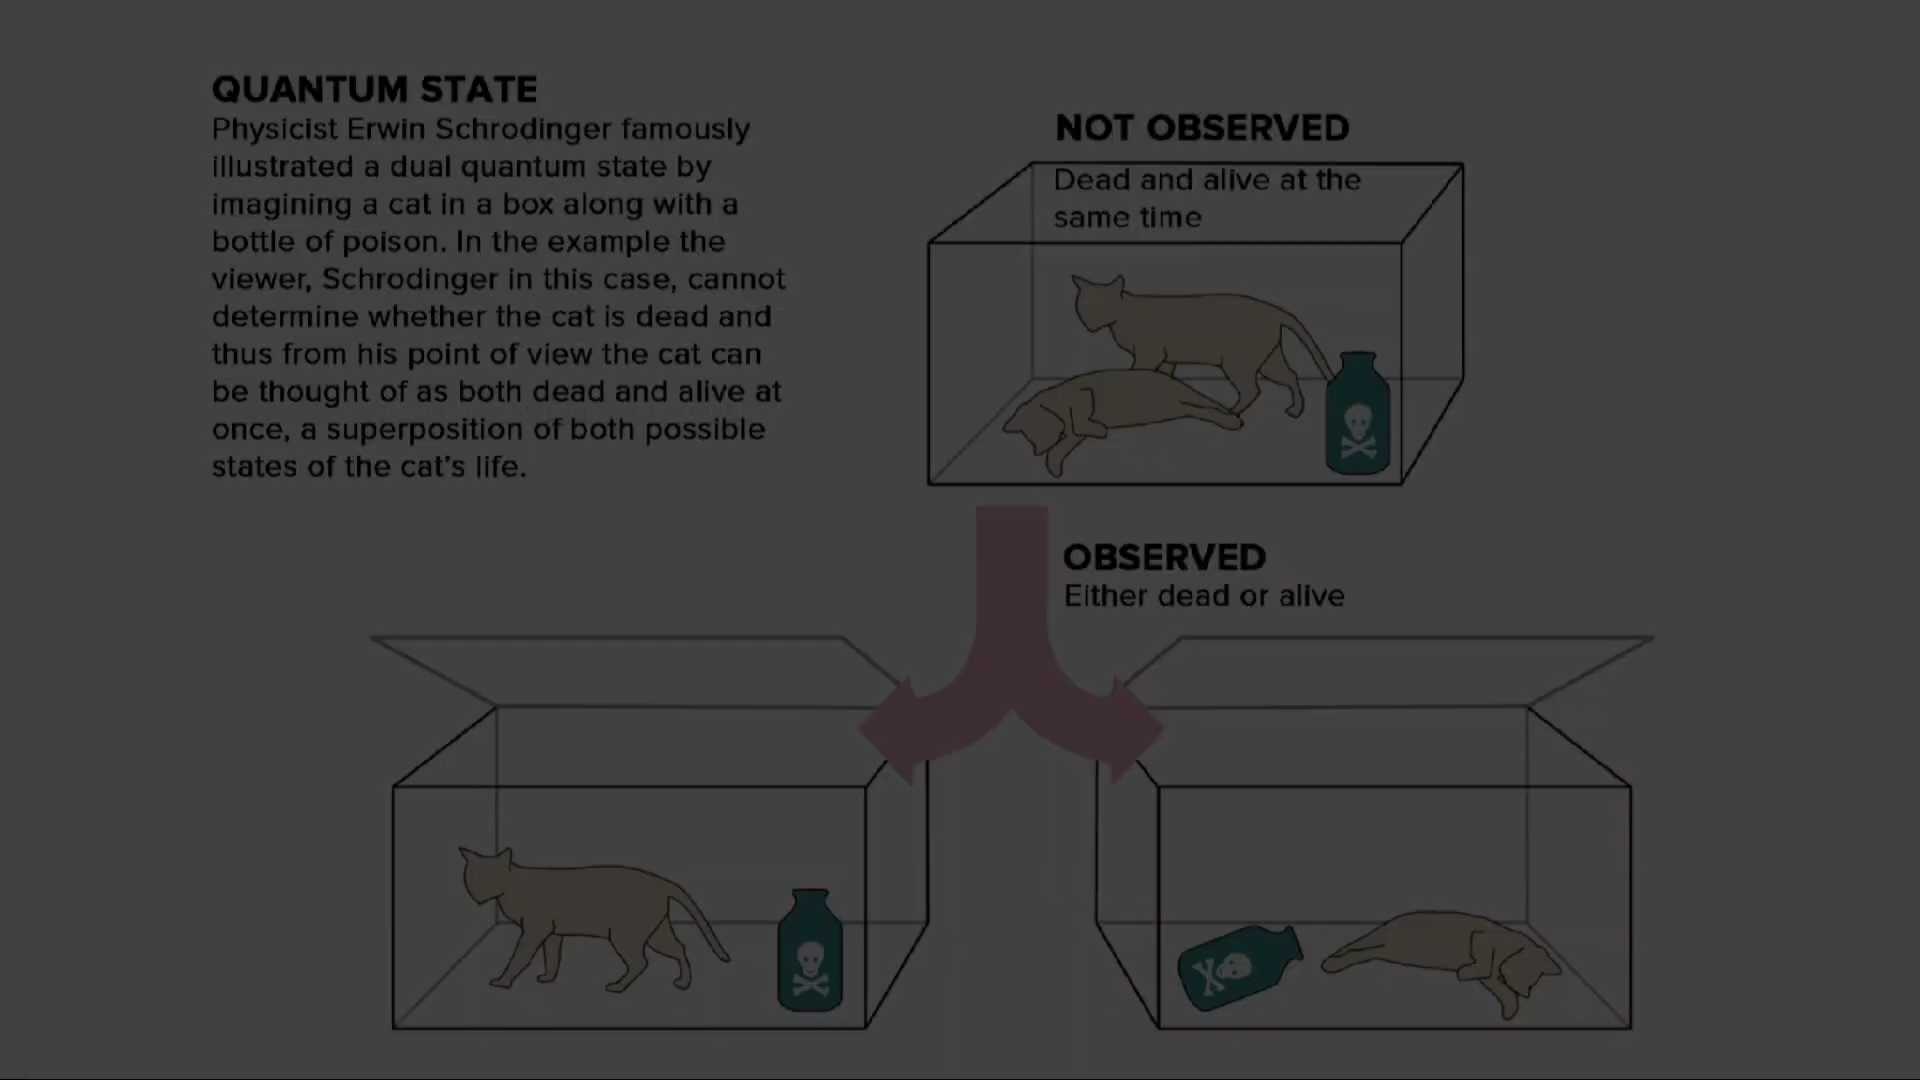 QUANTUM STATE
Physicist Erwin Schrodinger famously
illustrated a dual quantum state by
imagining a cat in a box along with a
bottle of poison. In the example the
viewer, Schrodinger in this case, cannot
determine whether the cat is dead and
thus from his point of view the cat can
be thought of as both dead and alive at
once, a superposition of both possible
states of the cat's life.
NOT OBSERVED
Dead and alive at the
same time
OBSERVED
Either dead or alive